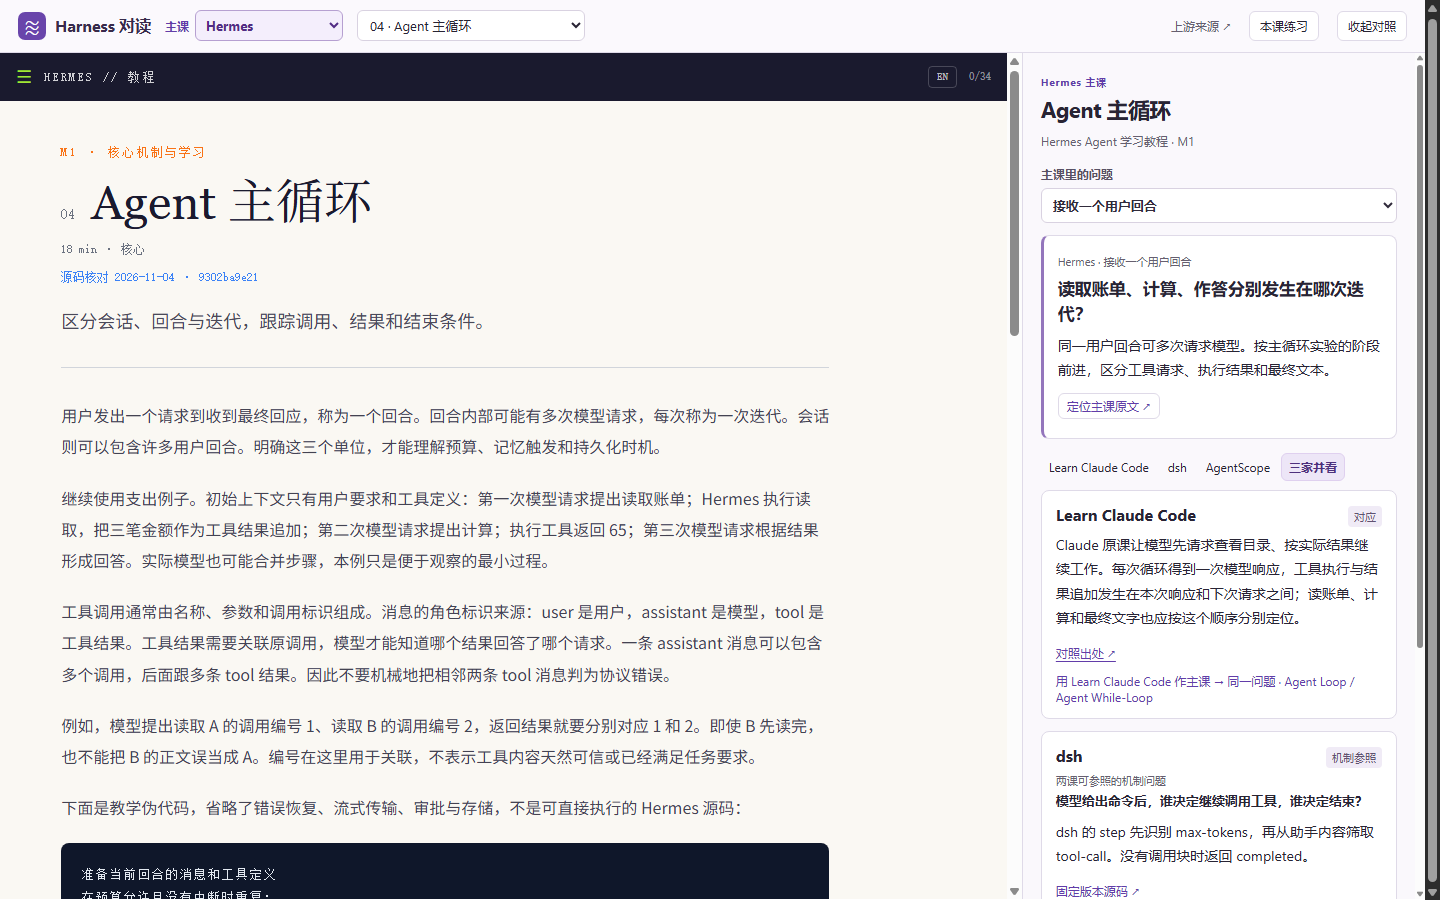 Harness 对读
主课
Hermes
04 · Agent 主循环
上游来源 ↗
本课练习
收起对照
☰ HERMES // 教程
EN
0/34
M1 · 核心机制与学习
04 Agent 主循环
18 min · 核心
源码核对 2026-11-04 · 9302ba9e21
区分会话、回合与迭代，跟踪调用、结果和结束条件。
用户发出一个请求到收到最终回应，称为一个回合。回合内部可能有多次模型请求，每次称为一次迭代。会话
则可以包含许多用户回合。明确这三个单位，才能理解预算、记忆触发和持久化时机。
继续使用支出例子。初始上下文只有用户要求和工具定义：第一次模型请求提出读取账单；Hermes 执行读
取，把三笔金额作为工具结果追加；第二次模型请求提出计算；执行工具返回 65；第三次模型请求根据结果
形成回答。实际模型也可能合并步骤，本例只是便于观察的最小过程。
工具调用通常由名称、参数和调用标识组成。消息的角色标识来源：user 是用户，assistant 是模型，tool 是
工具结果。工具结果需要关联原调用，模型才能知道哪个结果回答了哪个请求。一条 assistant 消息可以包含
多个调用，后面跟多条 tool 结果。因此不要机械地把相邻两条 tool 消息判为协议错误。
例如，模型提出读取 A 的调用编号 1、读取 B 的调用编号 2，返回结果就要分别对应 1 和 2。即使 B 先读完，
也不能把 B 的正文误当成 A。编号在这里用于关联，不表示工具内容天然可信或已经满足任务要求。
下面是教学伪代码，省略了错误恢复、流式传输、审批与存储，不是可直接执行的 Hermes 源码：
准备当前回合的消息和工具定义
在预算允许且没有中断时重复：
Hermes 主课
Agent 主循环
Hermes Agent 学习教程 · M1
主课里的问题
接收一个用户回合
Hermes · 接收一个用户回合
读取账单、计算、作答分别发生在哪次迭
代？
同一用户回合可多次请求模型。按主循环实验的阶段
前进，区分工具请求、执行结果和最终文本。
定位主课原文 ↗
Learn Claude Code
dsh
AgentScope
三家并看
Learn Claude Code
对应
Claude 原课让模型先请求查看目录、按实际结果继
续工作。每次循环得到一次模型响应，工具执行与结
果追加发生在本次响应和下次请求之间；读账单、计
算和最终文字也应按这个顺序分别定位。
对照出处 ↗
用 Learn Claude Code 作主课 → 同一问题 · Agent Loop /
Agent While-Loop
dsh
机制参照
两课可参照的机制问题
模型给出命令后，谁决定继续调用工具，谁决定结束？
dsh 的 step 先识别 max-tokens，再从助手内容筛取
tool-call。没有调用块时返回 completed。
固定版本源码 ↗